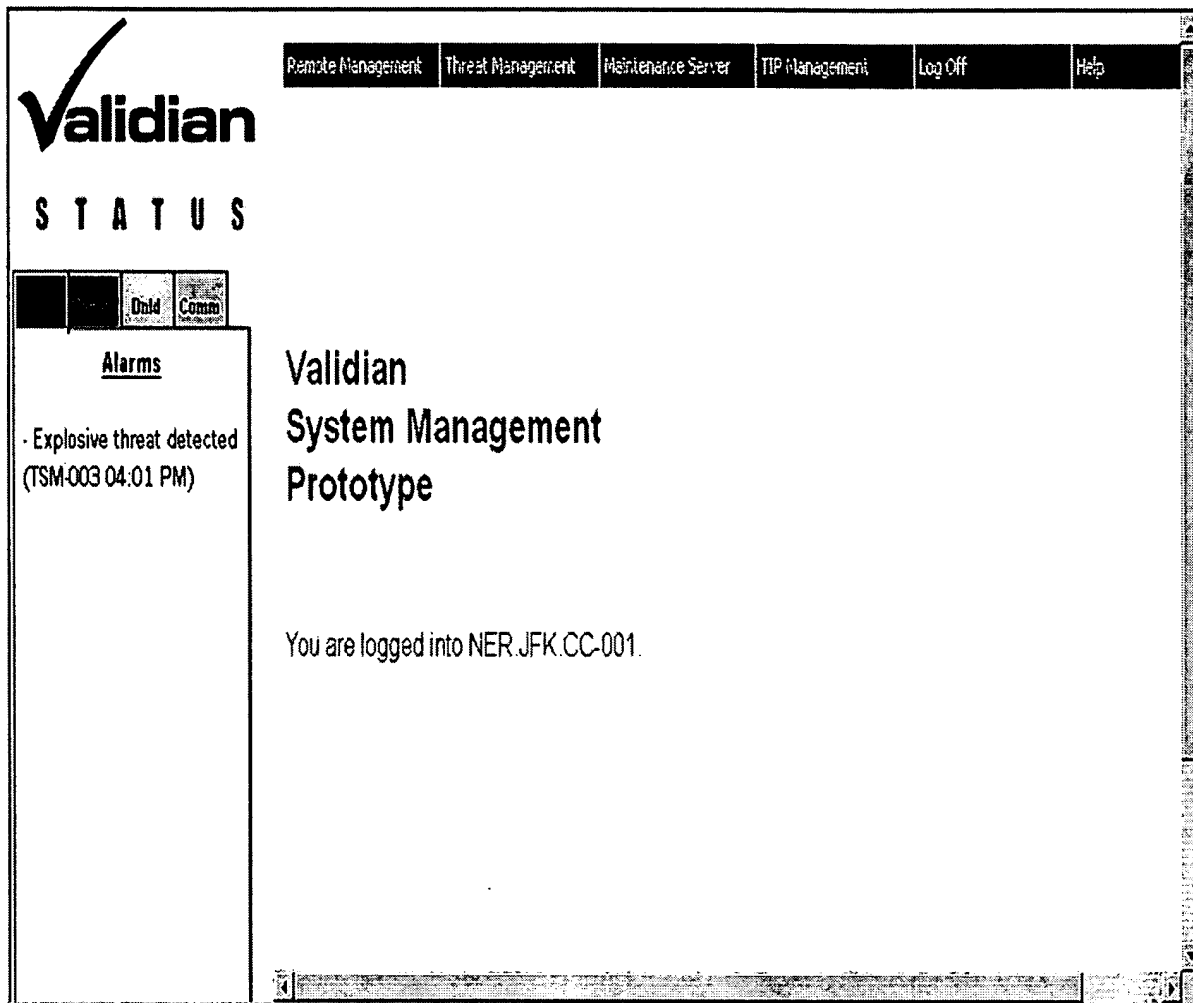 Validian
Remote Management Threat Management Maintenance Server TIP Management Log Off Help
STATUS
Dnld Comm
Alarms
- Explosive threat detected
(TSM-003 04:01 PM)
Validian
System Management
Prototype
You are logged into NER.JFK.CC-001.